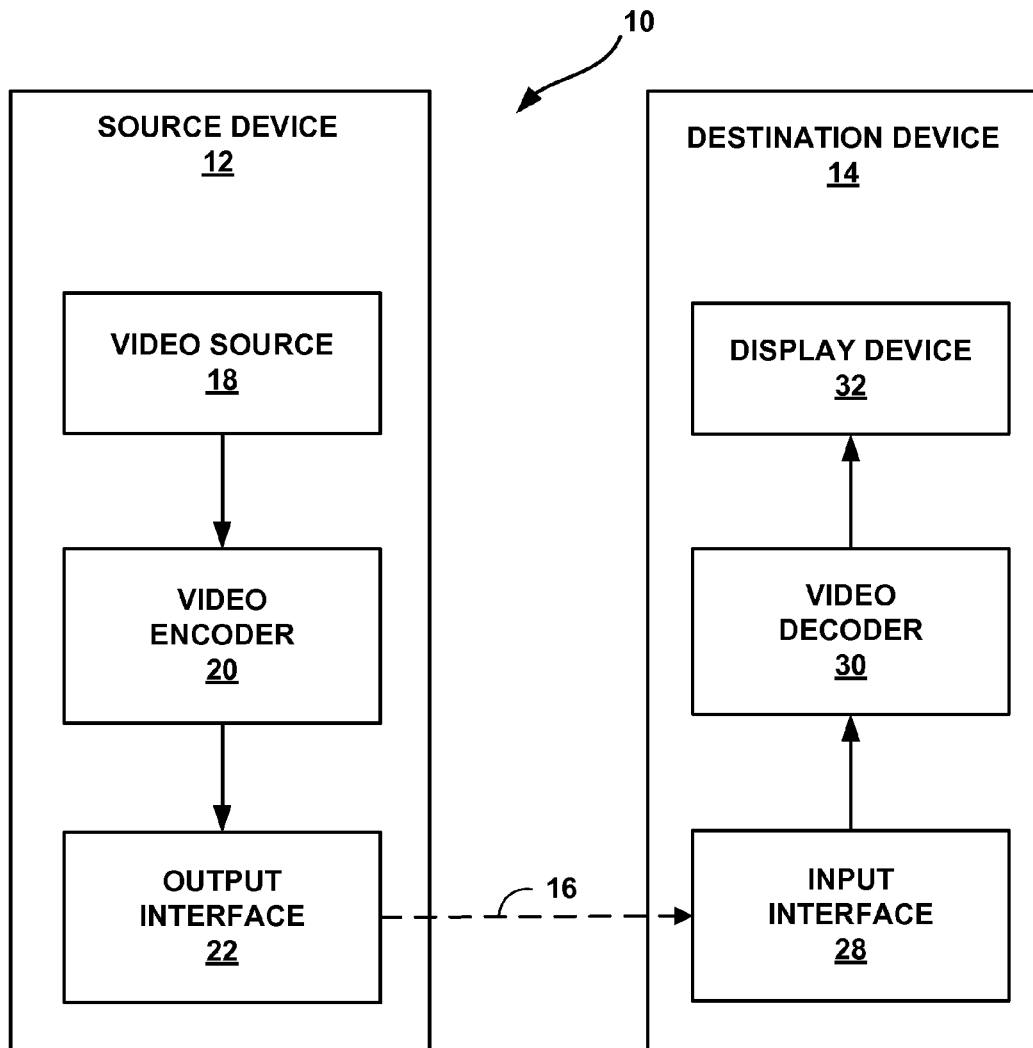 10
SOURCE DEVICE
12
VIDEO SOURCE
18
VIDEO
ENCODER
20
OUTPUT
INTERFACE
22
16
DESTINATION DEVICE
14
DISPLAY DEVICE
32
VIDEO
DECODER
30
INPUT
INTERFACE
28